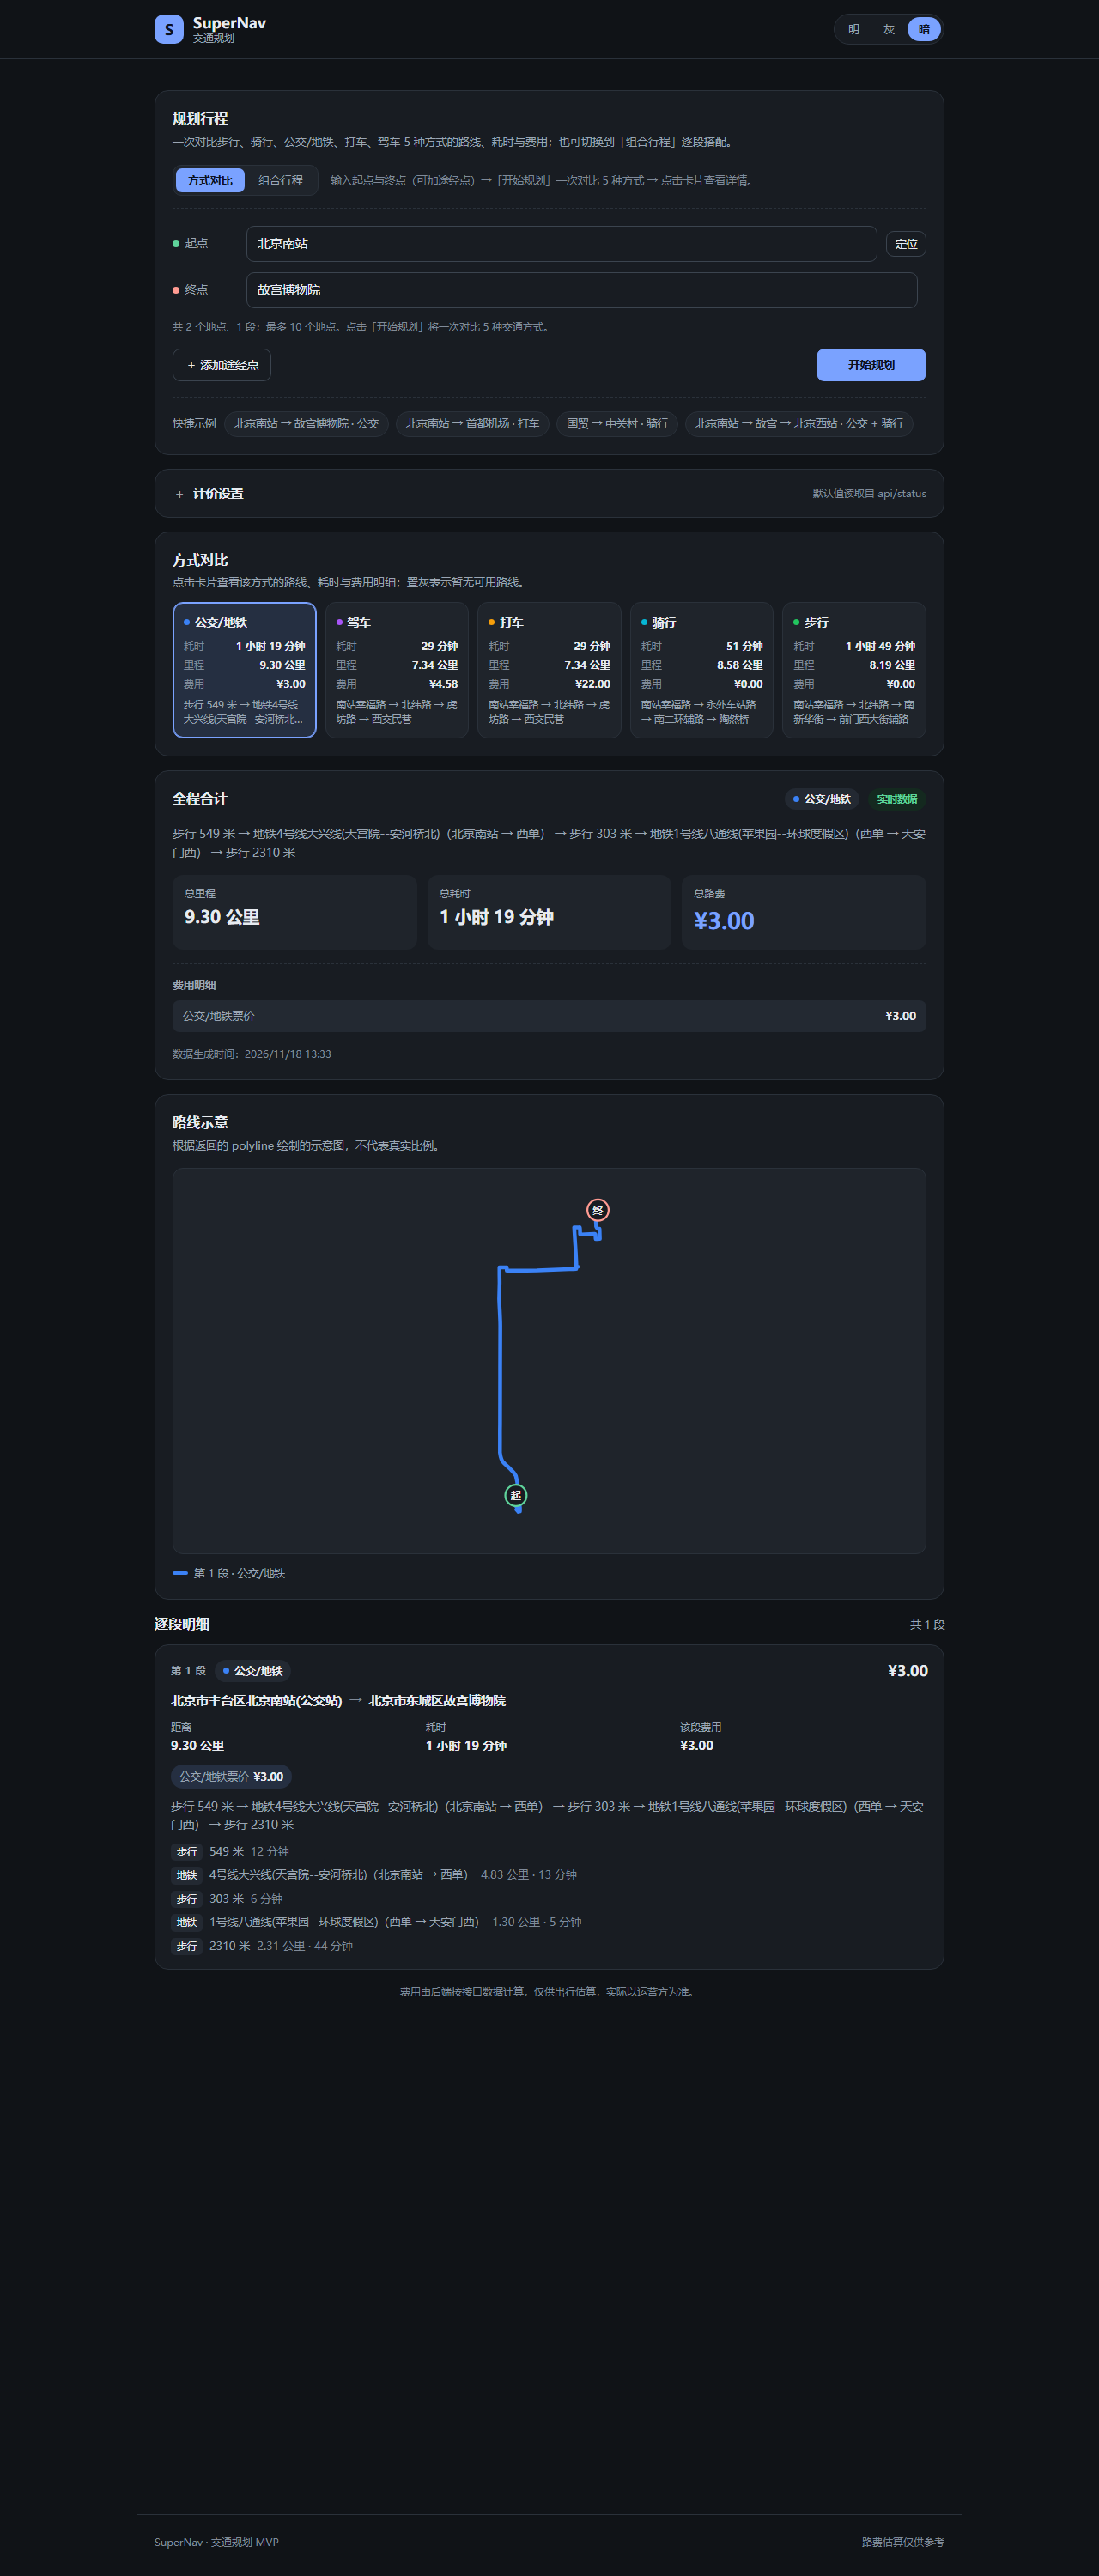 S
SuperNav
交通规划
明 灰 暗
规划行程
一次对比步行、骑行、公交/地铁、打车、驾车 5 种方式的路线、耗时与费用；也可切换到「组合行程」逐段搭配。
方式对比 组合行程 输入起点与终点（可加途经点）→「开始规划」一次对比 5 种方式 → 点击卡片查看详情。
起点 北京南站 定位
终点 故宫博物院
共 2 个地点、1 段；最多 10 个地点。点击「开始规划」将一次对比 5 种交通方式。
+ 添加途经点 开始规划
快捷示例 北京南站 → 故宫博物院 · 公交 北京南站 → 首都机场 · 打车 国贸 → 中关村 · 骑行 北京南站 → 故宫 → 北京西站 · 公交 + 骑行
+ 计价设置 默认值读取自 api/status
方式对比
点击卡片查看该方式的路线、耗时与费用明细；置灰表示暂无可用路线。
公交/地铁
耗时 1 小时 19 分钟
里程 9.30 公里
费用 ¥3.00
步行 549 米 → 地铁4号线
大兴线(天宫院--安河桥北...
驾车
耗时 29 分钟
里程 7.34 公里
费用 ¥4.58
南站幸福路 → 北纬路 → 虎
坊路 → 西交民巷
打车
耗时 29 分钟
里程 7.34 公里
费用 ¥22.00
南站幸福路 → 北纬路 → 虎
坊路 → 西交民巷
骑行
耗时 51 分钟
里程 8.58 公里
费用 ¥0.00
南站幸福路 → 永外车站路
→ 南二环辅路 → 陶然桥
步行
耗时 1 小时 49 分钟
里程 8.19 公里
费用 ¥0.00
南站幸福路 → 北纬路 → 南
新华街 → 前门西大街辅路
全程合计 公交/地铁 实时数据
步行 549 米 → 地铁4号线大兴线(天宫院--安河桥北)（北京南站 → 西单） → 步行 303 米 → 地铁1号线八通线(苹果园--环球度假区)（西单 → 天安
门西） → 步行 2310 米
总里程
9.30 公里
总耗时
1 小时 19 分钟
总路费
¥3.00
费用明细
公交/地铁票价 ¥3.00
数据生成时间：2026/11/18 13:33
路线示意
根据返回的 polyline 绘制的示意图，不代表真实比例。
终
起
第 1 段 · 公交/地铁
逐段明细 共 1 段
第 1 段 公交/地铁 ¥3.00
北京市丰台区北京南站(公交站) → 北京市东城区故宫博物院
距离 耗时 该段费用
9.30 公里 1 小时 19 分钟 ¥3.00
公交/地铁票价 ¥3.00
步行 549 米 → 地铁4号线大兴线(天宫院--安河桥北)（北京南站 → 西单） → 步行 303 米 → 地铁1号线八通线(苹果园--环球度假区)（西单 → 天安
门西） → 步行 2310 米
步行 549 米 12 分钟
地铁 4号线大兴线(天宫院--安河桥北)（北京南站 → 西单） 4.83 公里 · 13 分钟
步行 303 米 6 分钟
地铁 1号线八通线(苹果园--环球度假区)（西单 → 天安门西） 1.30 公里 · 5 分钟
步行 2310 米 2.31 公里 · 44 分钟
费用由后端按接口数据计算，仅供出行估算，实际以运营方为准。
SuperNav · 交通规划 MVP 路费估算仅供参考